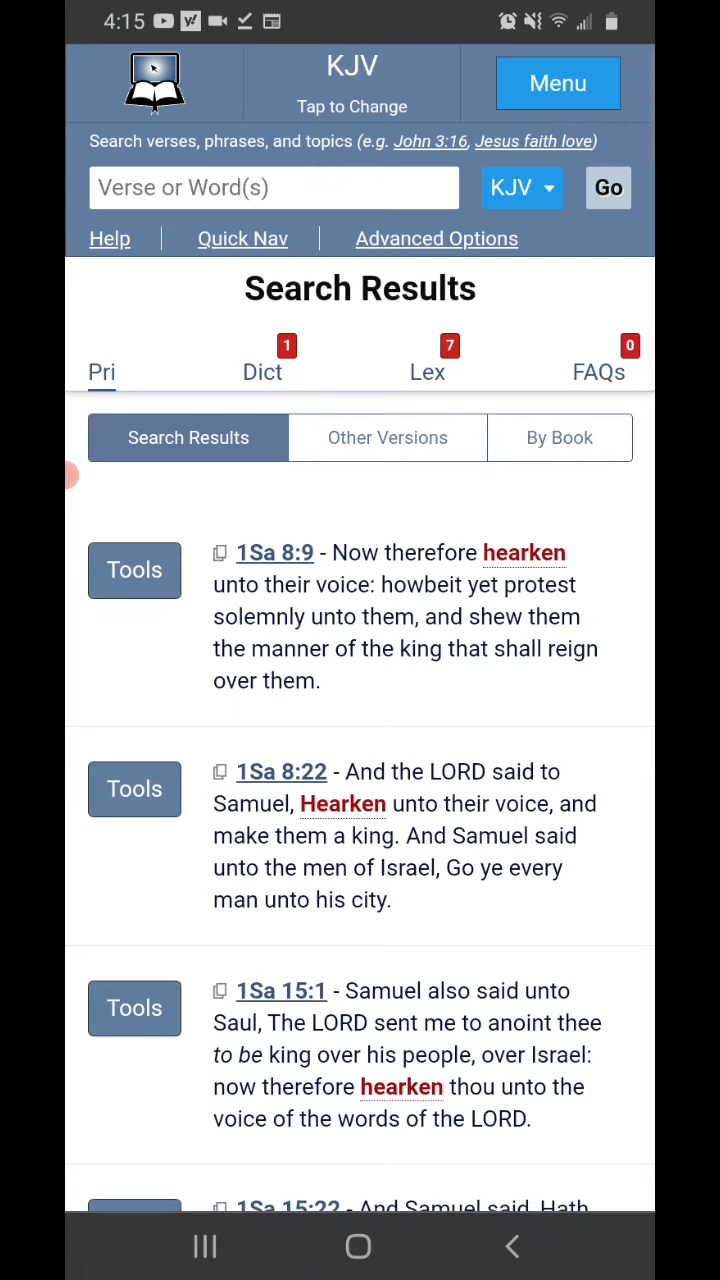 4:15
KJV
Tap to Change
Menu
Search verses, phrases, and topics (e.g. John 3:16, Jesus faith love)
Verse or Word(s)
KJV
Go
Help
Quick Nav
Advanced Options
Search Results
1
7
0
Pri
Dict
Lex
FAQs
Search Results
Other Versions
By Book
Tools
1Sa 8:9 - Now therefore hearken
unto their voice: howbeit yet protest
solemnly unto them, and shew them
the manner of the king that shall reign
over them.
Tools
1Sa 8:22 - And the LORD said to
Samuel, Hearken unto their voice, and
make them a king. And Samuel said
unto the men of Israel, Go ye every
man unto his city.
Tools
1Sa 15:1 - Samuel also said unto
Saul, The LORD sent me to anoint thee
to be king over his people, over Israel:
now therefore hearken thou unto the
voice of the words of the LORD.
1Sa 15:22 - And Samuel said, Hath